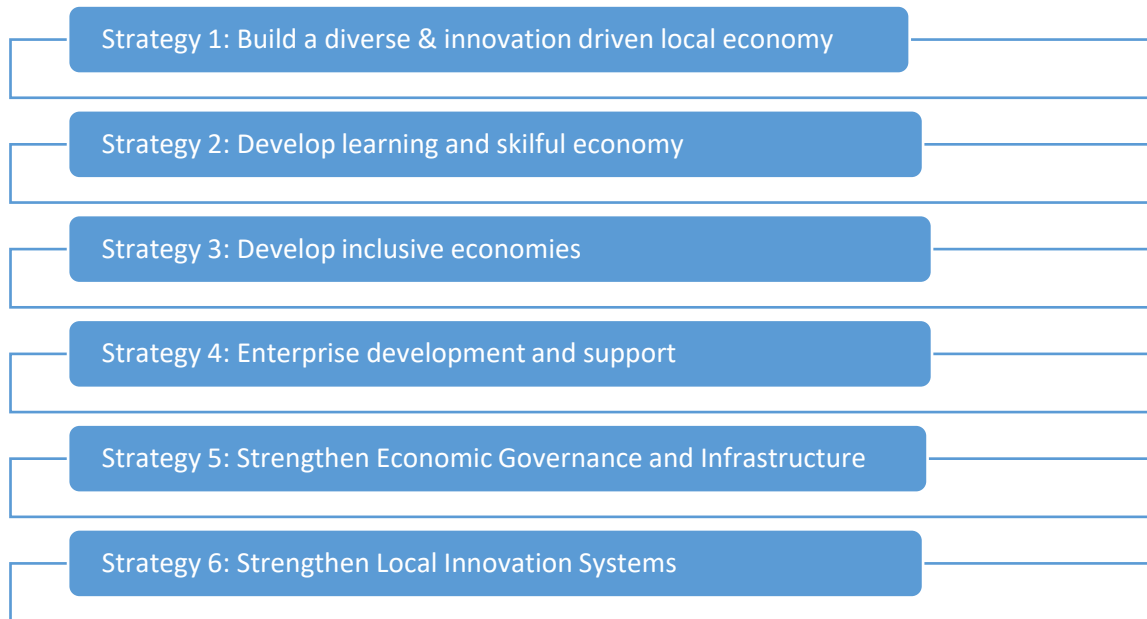 Strategy 1: Build a diverse & innovation driven local economy
Strategy 2: Develop learning and skilful economy
Strategy 3: Develop inclusive economies
Strategy 4: Enterprise development and support
Strategy 5: Strengthen Economic Governance and Infrastructure
Strategy 6: Strengthen Local Innovation Systems